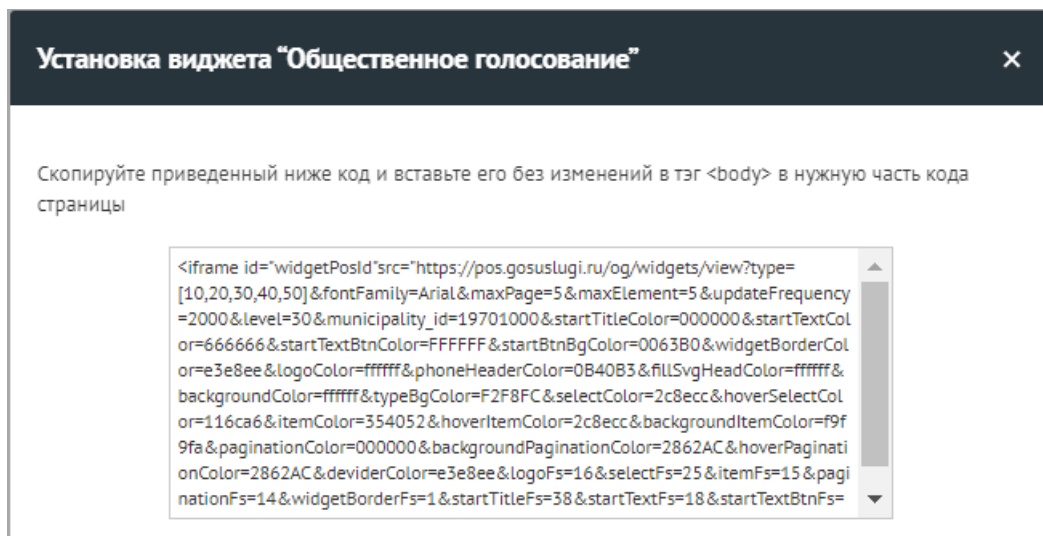 Установка виджета “Общественное голосование”
×
Скопируйте приведенный ниже код и вставьте его без изменений в тэг <body> в нужную часть кода
страницы
<iframe id="widgetPosId"src="https://pos.gosuslugi.ru/og/widgets/view?type=
[10,20,30,40,50]&fontFamily=Arial&maxPage=5&maxElement=5&updateFrequency
=2000&level=30&municipality_id=19701000&startTitleColor=000000&startTextCol
or=666666&startTextBtnColor=FFFFFF&startBtnBgColor=0063B0&widgetBorderCol
or=e3e8ee&logoColor=ffffff&phoneHeaderColor=0B40B3&fillSvgHeadColor=ffffff&
backgroundColor=ffffff&typeBgColor=F2F8FC&selectColor=2c8ecc&hoverSelectCol
or=116ca6&itemColor=354052&hoverItemColor=2c8ecc&backgroundItemColor=f9f
9fa&paginationColor=000000&backgroundPaginationColor=2862AC&hoverPaginati
onColor=2862AC&deviderColor=e3e8ee&logoFs=16&selectFs=25&itemFs=15&pagi
nationFs=14&widgetBorderFs=1&startTitleFs=38&startTextFs=18&startTextBtnFs=